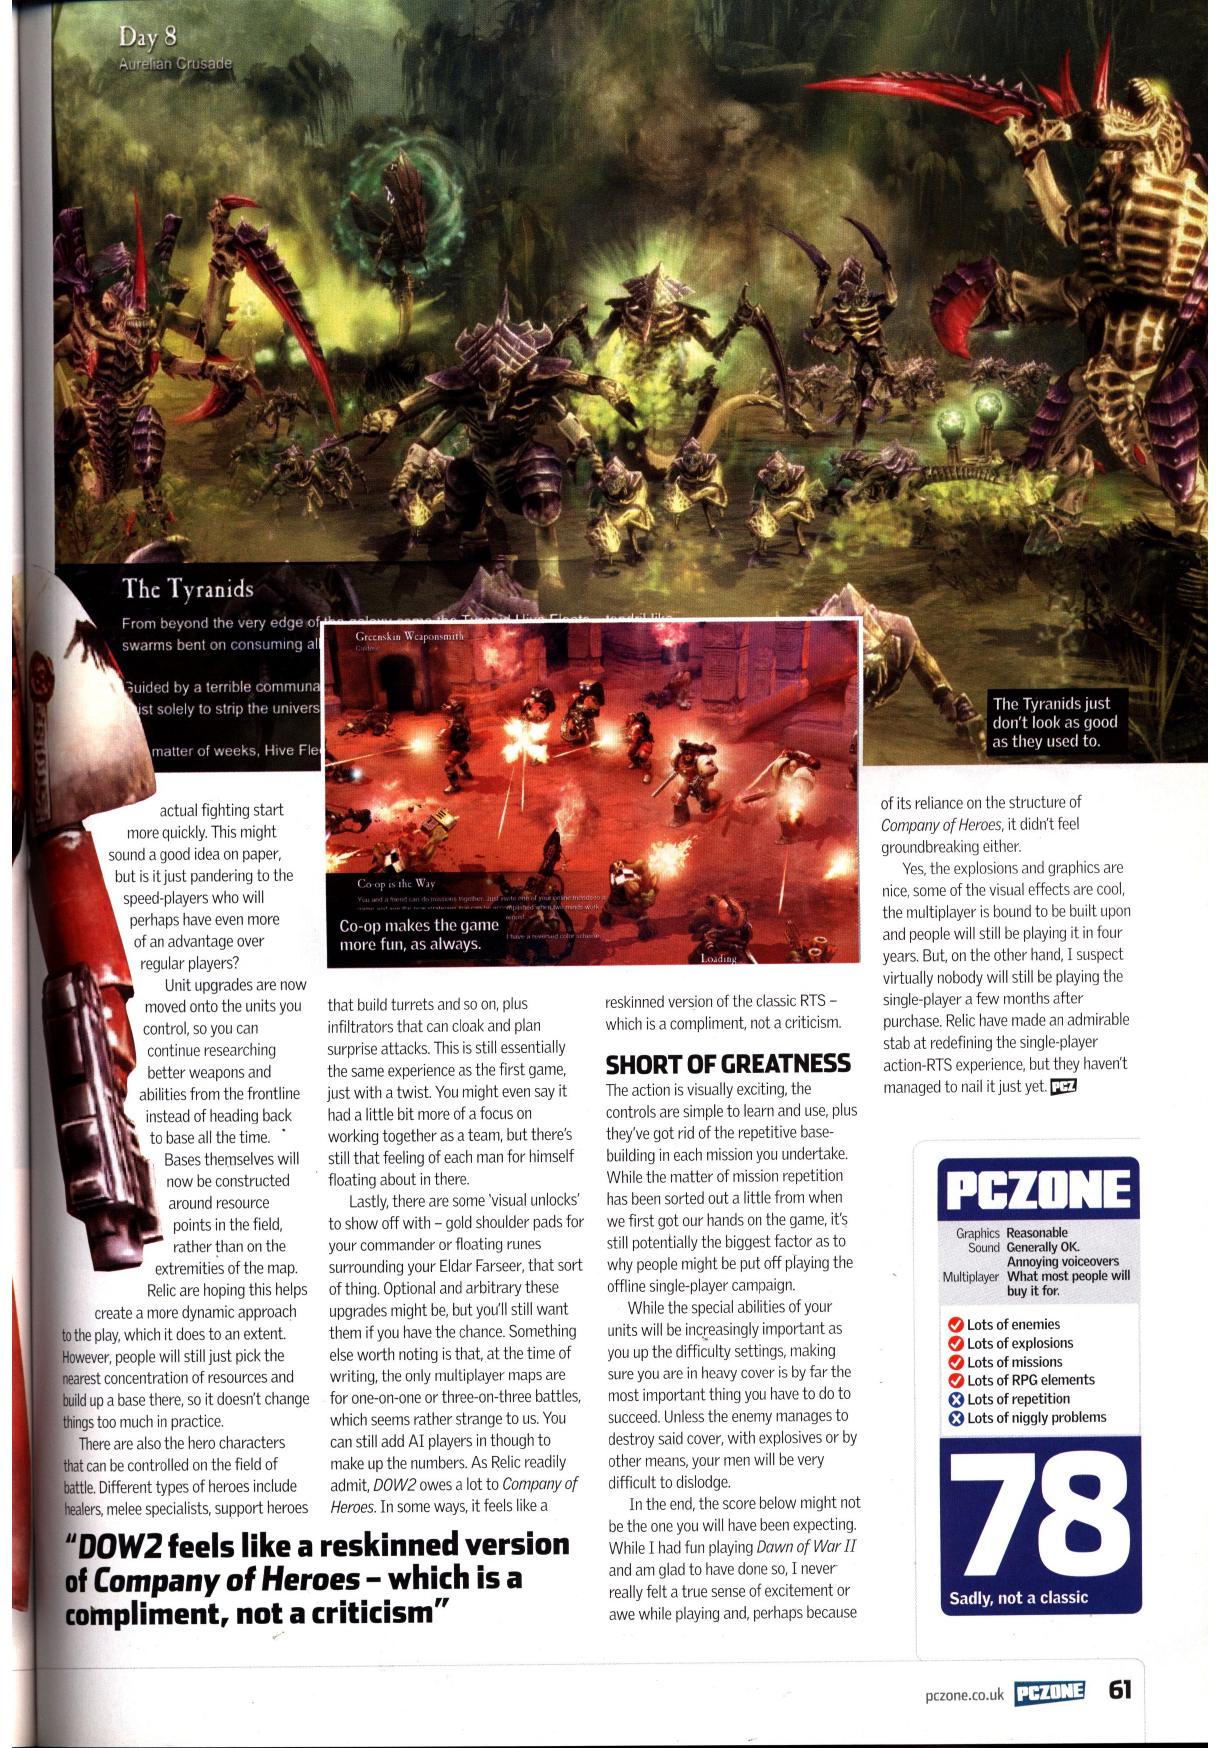 Day 8
Aurelian Crusade
The Tyranids
From beyond the very edge of the galaxy come the Tyranid Hive Fleets - tendril-like
swarms bent on consuming all
Guided by a terrible communa
ist solely to strip the univers
matter of weeks, Hive Fle
Greenskin Weaponsmith
Co-op is the Way
You and a friend can do missions together. Just invite one of your online friends to a
Co-op makes the game
more fun, as always.
Loading
The Tyranids just
don't look as good
as they used to.
actual fighting start
more quickly. This might
sound a good idea on paper,
but is it just pandering to the
speed-players who will
perhaps have even more
of an advantage over
regular players?
Unit upgrades are now
moved onto the units you
control, so you can
continue researching
better weapons and
abilities from the frontline
instead of heading back
to base all the time.
Bases themselves will
now be constructed
around resource
points in the field,
rather than on the
extremities of the map.
Relic are hoping this helps
create a more dynamic approach
to the play, which it does to an extent.
However, people will still just pick the
nearest concentration of resources and
build up a base there, so it doesn't change
things too much in practice.
There are also the hero characters
that can be controlled on the field of
battle. Different types of heroes include
healers, melee specialists, support heroes
that build turrets and so on, plus
infiltrators that can cloak and plan
surprise attacks. This is still essentially
the same experience as the first game,
just with a twist. You might even say it
had a little bit more of a focus on
working together as a team, but there's
still that feeling of each man for himself
floating about in there.
Lastly, there are some 'visual unlocks'
to show off with – gold shoulder pads for
your commander or floating runes
surrounding your Eldar Farseer, that sort
of thing. Optional and arbitrary these
upgrades might be, but you'll still want
them if you have the chance. Something
else worth noting is that, at the time of
writing, the only multiplayer maps are
for one-on-one or three-on-three battles,
which seems rather strange to us. You
can still add AI players in though to
make up the numbers. As Relic readily
admit, DOW2 owes a lot to Company of
Heroes. In some ways, it feels like a
"DOW2 feels like a reskinned version
of Company of Heroes – which is a
compliment, not a criticism"
reskinned version of the classic RTS –
which is a compliment, not a criticism.
SHORT OF GREATNESS
The action is visually exciting, the
controls are simple to learn and use, plus
they've got rid of the repetitive base-
building in each mission you undertake.
While the matter of mission repetition
has been sorted out a little from when
we first got our hands on the game, it's
still potentially the biggest factor as to
why people might be put off playing the
offline single-player campaign.
While the special abilities of your
units will be increasingly important as
you up the difficulty settings, making
sure you are in heavy cover is by far the
most important thing you have to do to
succeed. Unless the enemy manages to
destroy said cover, with explosives or by
other means, your men will be very
difficult to dislodge.
In the end, the score below might not
be the one you will have been expecting.
While I had fun playing Dawn of War II
and am glad to have done so, I never
really felt a true sense of excitement or
awe while playing and, perhaps because
of its reliance on the structure of
Company of Heroes, it didn't feel
groundbreaking either.
Yes, the explosions and graphics are
nice, some of the visual effects are cool,
the multiplayer is bound to be built upon
and people will still be playing it in four
years. But, on the other hand, I suspect
virtually nobody will still be playing the
single-player a few months after
purchase. Relic have made an admirable
stab at redefining the single-player
action-RTS experience, but they haven't
managed to nail it just yet. PCZ
PCZONE
Graphics Reasonable
Sound Generally OK.
Annoying voiceovers
Multiplayer What most people will
buy it for.
Lots of enemies
Lots of explosions
Lots of missions
Lots of RPG elements
Lots of repetition
Lots of niggly problems
78
Sadly, not a classic
pczone.co.uk PCZONE 61